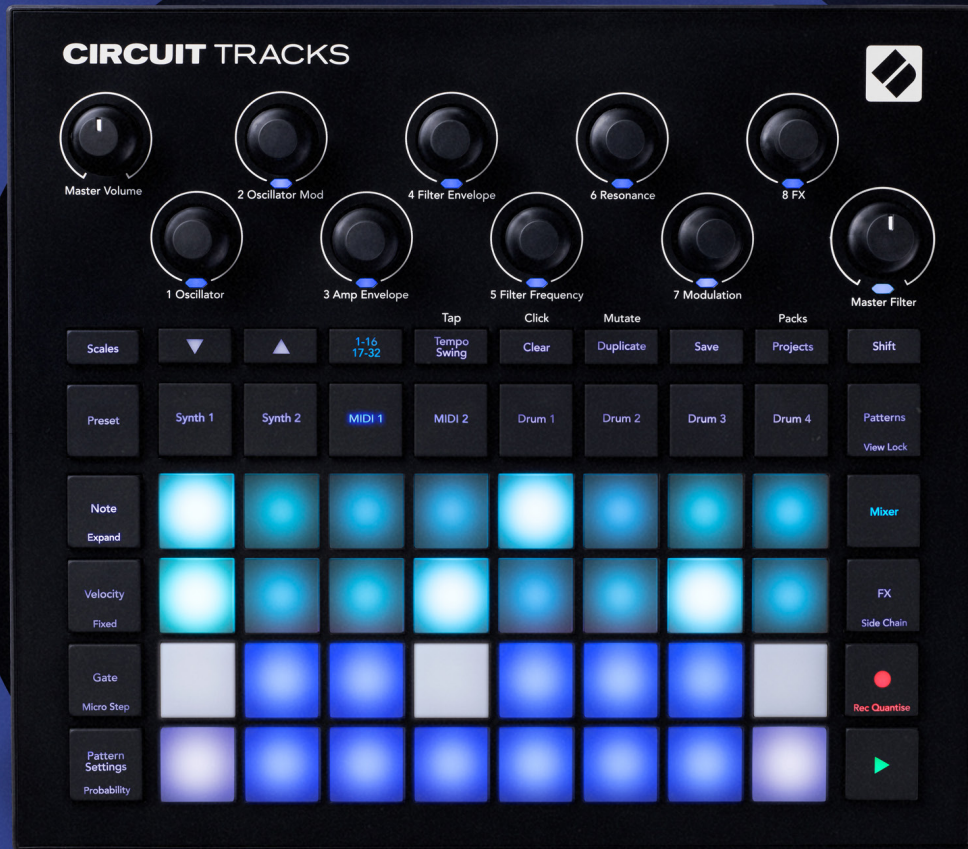 CIRCUIT TRACKS
Master Volume
2 Oscillator Mod
4 Filter Envelope
6 Resonance
8 FX
1 Oscillator
3 Amp Envelope
5 Filter Frequency
7 Modulation
Master Filter
Tap
Click
Mutate
Packs
Scales
1-16
17-32
Tempo
Swing
Clear
Duplicate
Save
Projects
Shift
Preset
Synth 1
Synth 2
MIDI 1
MIDI 2
Drum 1
Drum 2
Drum 3
Drum 4
Patterns
View Lock
Note
Expand
Mixer
Velocity
Fixed
FX
Side Chain
Gate
Micro Step
Rec Quantise
Pattern
Settings
Probability